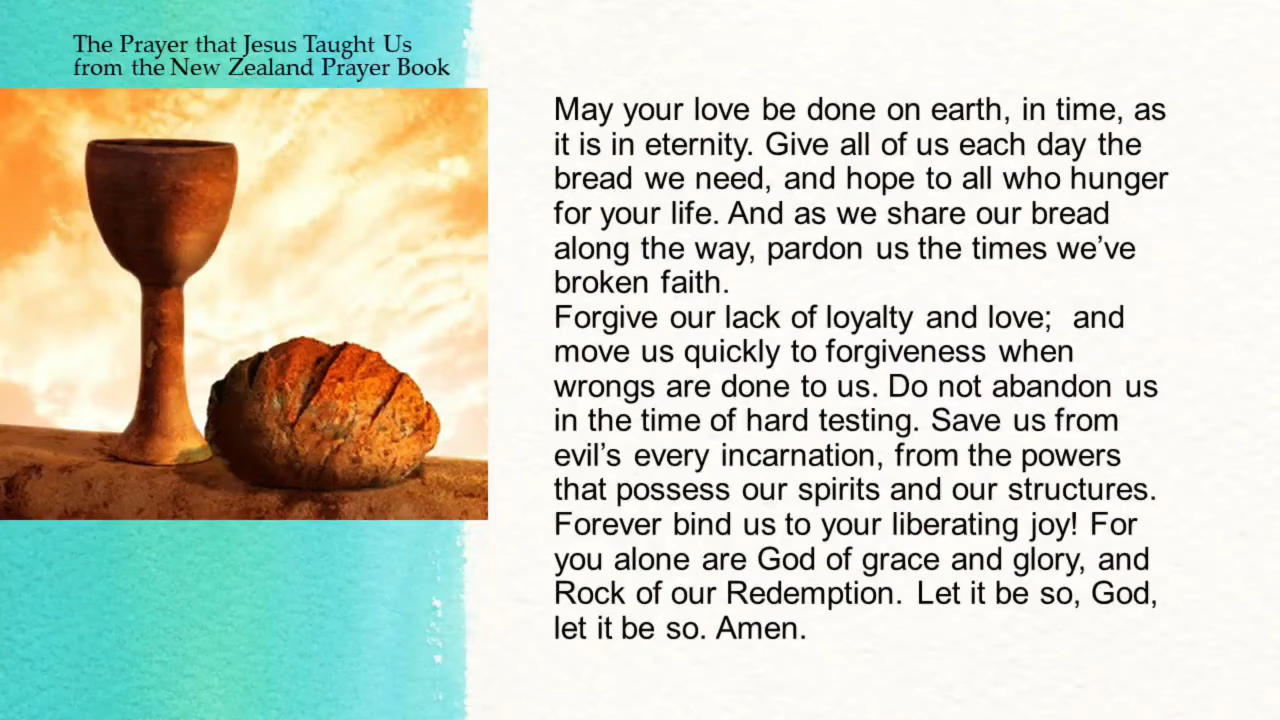 The Prayer that Jesus Taught Us
from the New Zealand Prayer Book
May your love be done on earth, in time, as
it is in eternity. Give all of us each day the
bread we need, and hope to all who hunger
for your life. And as we share our bread
along the way, pardon us the times we’ve
broken faith.
Forgive our lack of loyalty and love;  and
move us quickly to forgiveness when
wrongs are done to us. Do not abandon us
in the time of hard testing. Save us from
evil’s every incarnation, from the powers
that possess our spirits and our structures.
Forever bind us to your liberating joy! For
you alone are God of grace and glory, and
Rock of our Redemption. Let it be so, God,
let it be so. Amen.